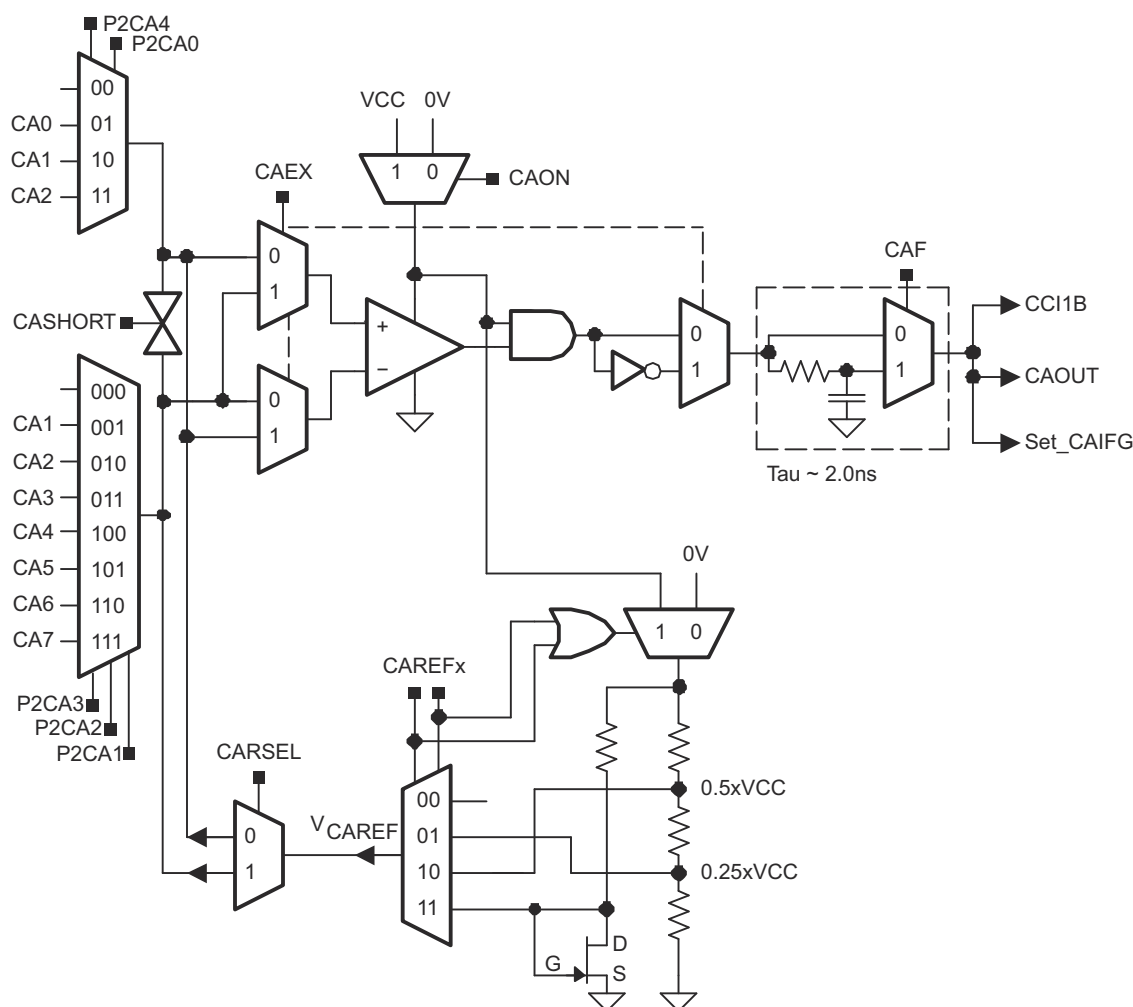 P2CA4
P2CA0
00
CA0 01
CA1 10
CA2 11
VCC 0V
1 0
CAON
CAEX
0
1
CASHORT
+
−
0
1
0
1
CAF
0
1
CCI1B
CAOUT
Set_CAIFG
Tau ~ 2.0ns
000
CA1 001
CA2 010
CA3 011
CA4 100
CA5 101
CA6 110
CA7 111
P2CA3
P2CA2
P2CA1
0V
1 0
CAREFx
CARSEL
0
1
VCAREF
00
01
10
11
0.5xVCC
0.25xVCC
D
G
S